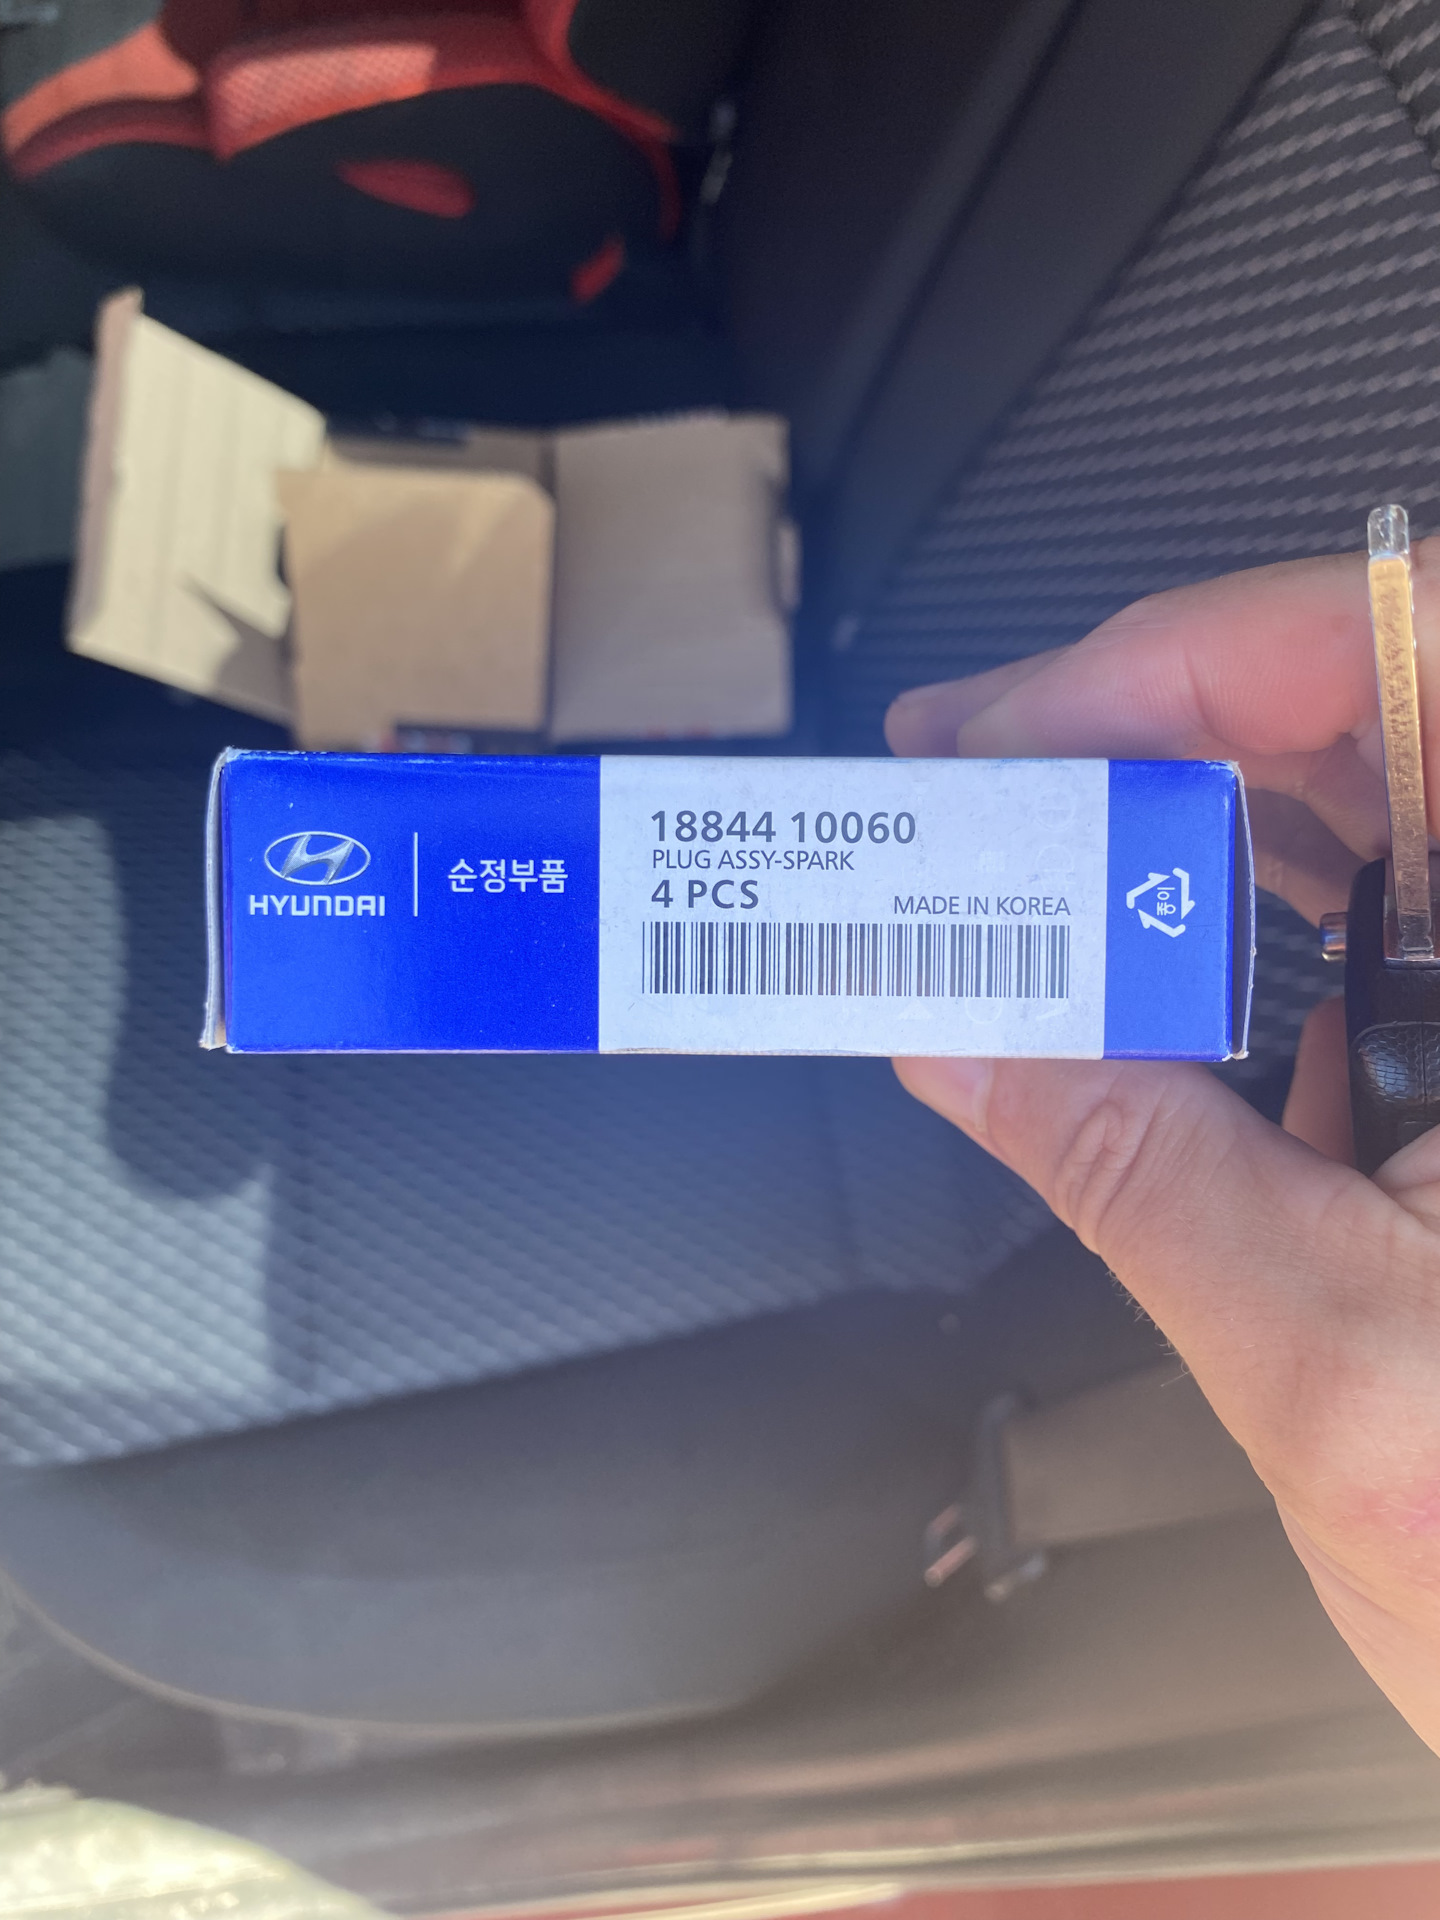 HYUNDAI
순정부품
18844 10060
PLUG ASSY-SPARK
4 PCS
MADE IN KOREA
종이